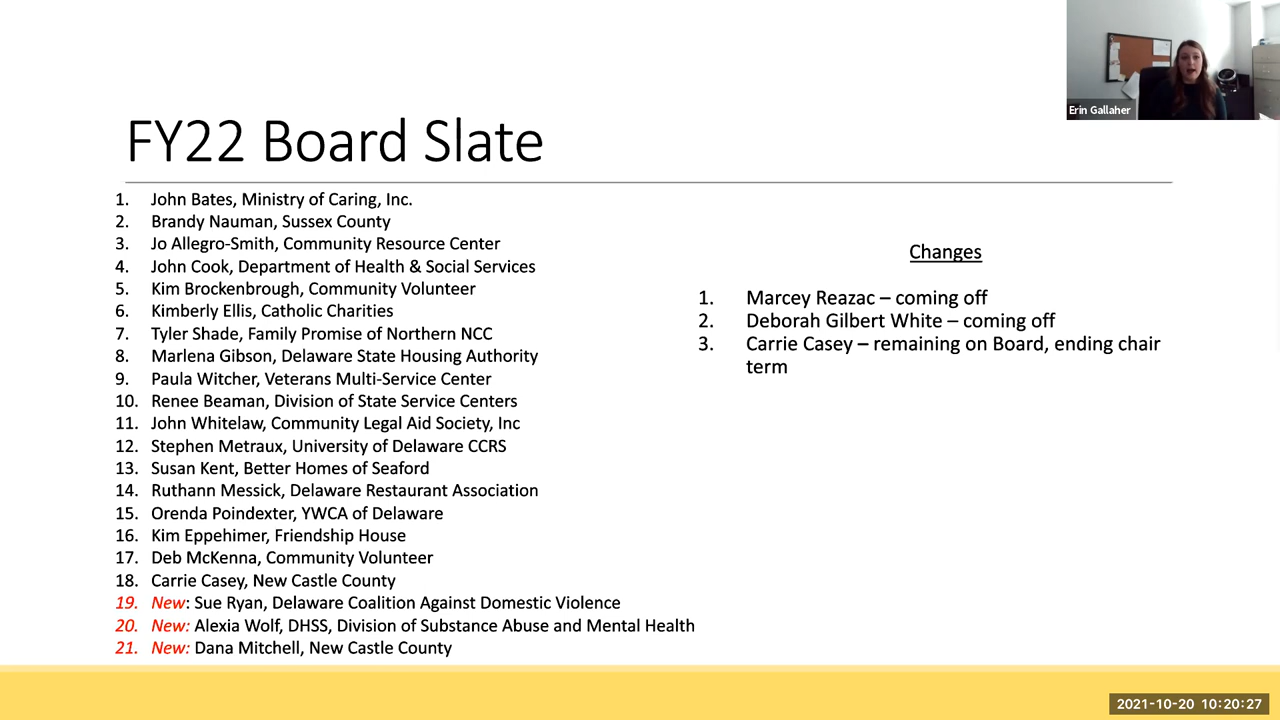 Erin Gallaher
FY22 Board Slate
1. John Bates, Ministry of Caring, Inc.
2. Brandy Nauman, Sussex County
3. Jo Allegro-Smith, Community Resource Center
4. John Cook, Department of Health & Social Services
5. Kim Brockenbrough, Community Volunteer
6. Kimberly Ellis, Catholic Charities
7. Tyler Shade, Family Promise of Northern NCC
8. Marlena Gibson, Delaware State Housing Authority
9. Paula Witcher, Veterans Multi-Service Center
10. Renee Beaman, Division of State Service Centers
11. John Whitelaw, Community Legal Aid Society, Inc
12. Stephen Metraux, University of Delaware CCRS
13. Susan Kent, Better Homes of Seaford
14. Ruthann Messick, Delaware Restaurant Association
15. Orenda Poindexter, YWCA of Delaware
16. Kim Eppehimer, Friendship House
17. Deb McKenna, Community Volunteer
18. Carrie Casey, New Castle County
19. New: Sue Ryan, Delaware Coalition Against Domestic Violence
20. New: Alexia Wolf, DHSS, Division of Substance Abuse and Mental Health
21. New: Dana Mitchell, New Castle County
Changes
1. Marcey Reazac – coming off
2. Deborah Gilbert White – coming off
3. Carrie Casey – remaining on Board, ending chair
term
2021-10-20 10:20:27